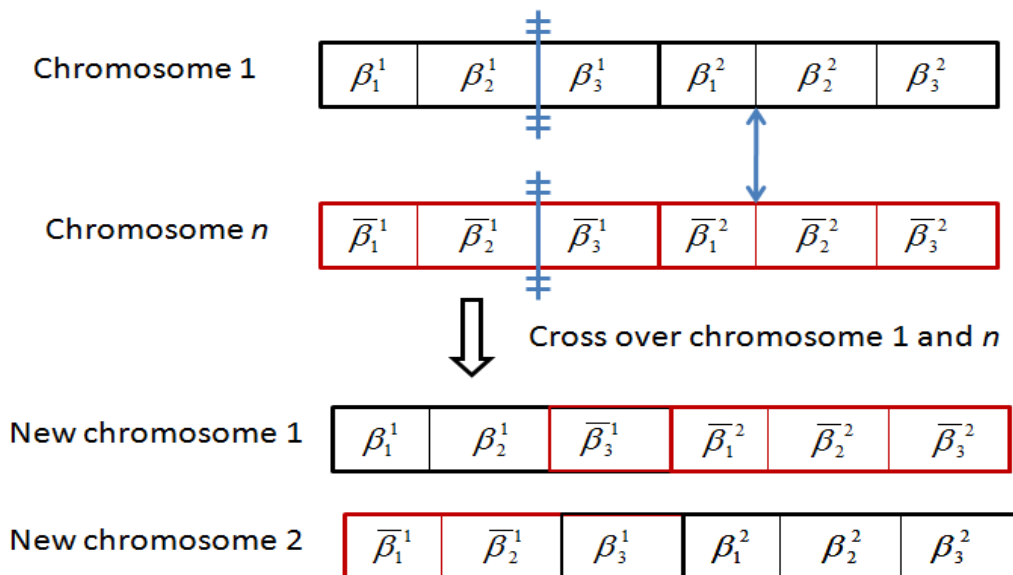 Chromosome 1 β₁¹ β₂¹ β₃¹ β₁² β₂² β₃²
Chromosome n β̅₁¹ β̅₂¹ β̅₃¹ β̅₁² β̅₂² β̅₃²
Cross over chromosome 1 and n
New chromosome 1 β₁¹ β₂¹ β̅₃¹ β̅₁² β̅₂² β̅₃²
New chromosome 2 β̅₁¹ β̅₂¹ β₃¹ β₁² β₂² β₃²